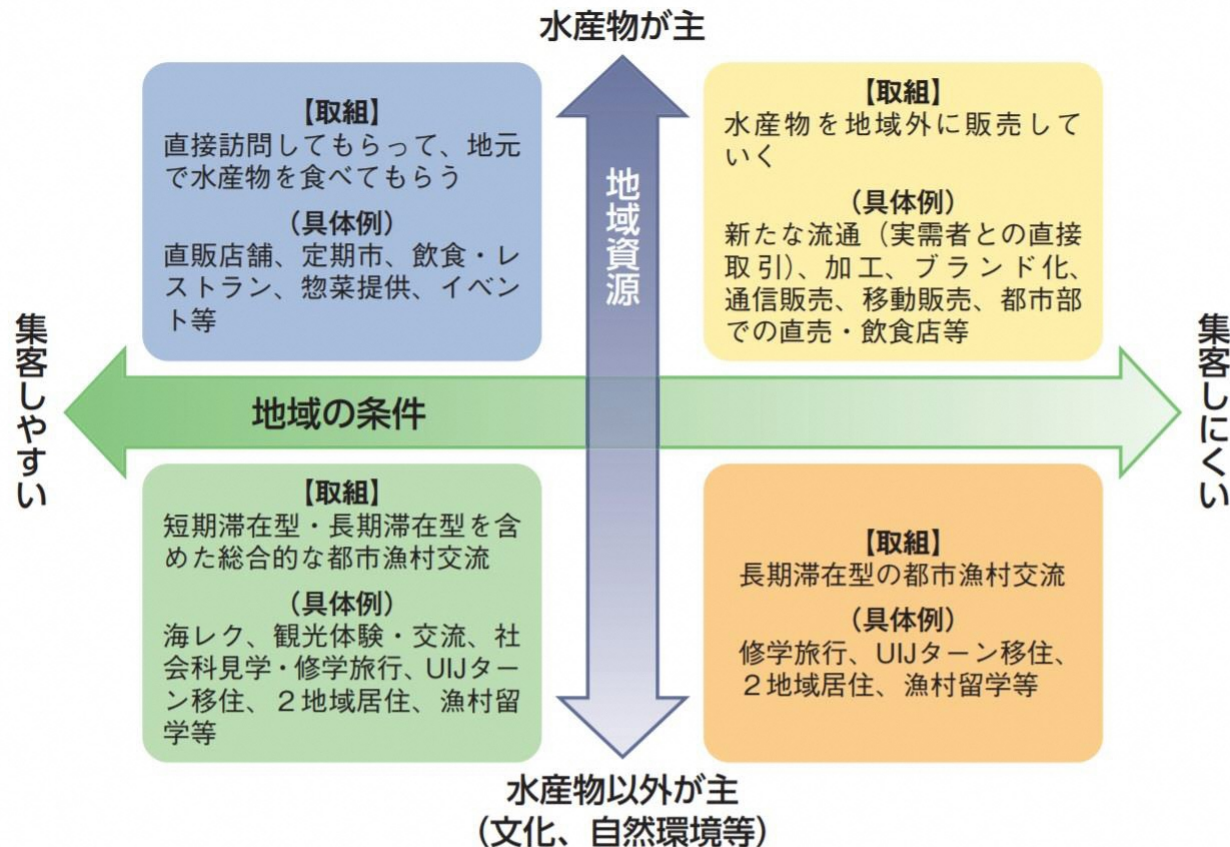 水産物が主
【取組】
直接訪問してもらって、地元
で水産物を食べてもらう
（具体例）
直販店舗、定期市、飲食・レ
ストラン、惣菜提供、イベン
ト等
【取組】
水産物を地域外に販売して
いく
（具体例）
新たな流通（実需者との直接
取引）、加工、ブランド化、
通信販売、移動販売、都市部
での直売・飲食店等
地域資源
集客しやすい
地域の条件
集客しにくい
【取組】
短期滞在型・長期滞在型を含
めた総合的な都市漁村交流
（具体例）
海レク、観光体験・交流、社
会科見学・修学旅行、UIJター
ン移住、２地域居住、漁村留
学等
【取組】
長期滞在型の都市漁村交流
（具体例）
修学旅行、UIJターン移住、
２地域居住、漁村留学等
水産物以外が主
（文化、自然環境等）